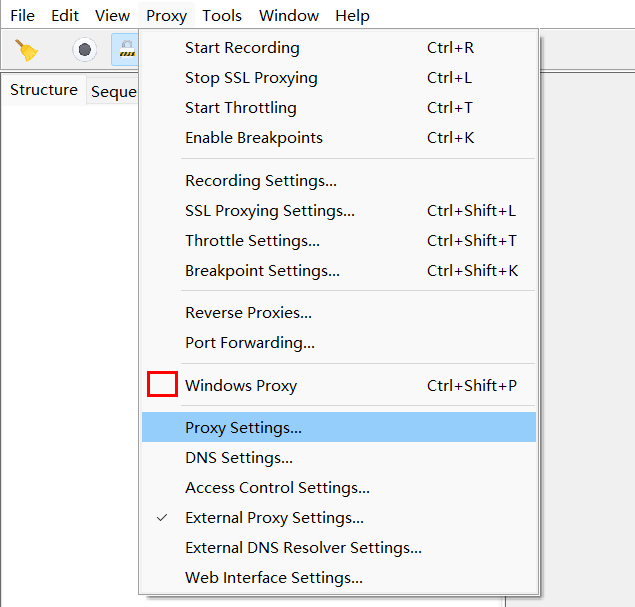 File Edit View Proxy Tools Window Help
Structure Seque
Start Recording Ctrl+R
Stop SSL Proxying Ctrl+L
Start Throttling Ctrl+T
Enable Breakpoints Ctrl+K
Recording Settings...
SSL Proxying Settings... Ctrl+Shift+L
Throttle Settings... Ctrl+Shift+T
Breakpoint Settings... Ctrl+Shift+K
Reverse Proxies...
Port Forwarding...
Windows Proxy Ctrl+Shift+P
Proxy Settings...
DNS Settings...
Access Control Settings...
External Proxy Settings...
External DNS Resolver Settings...
Web Interface Settings...